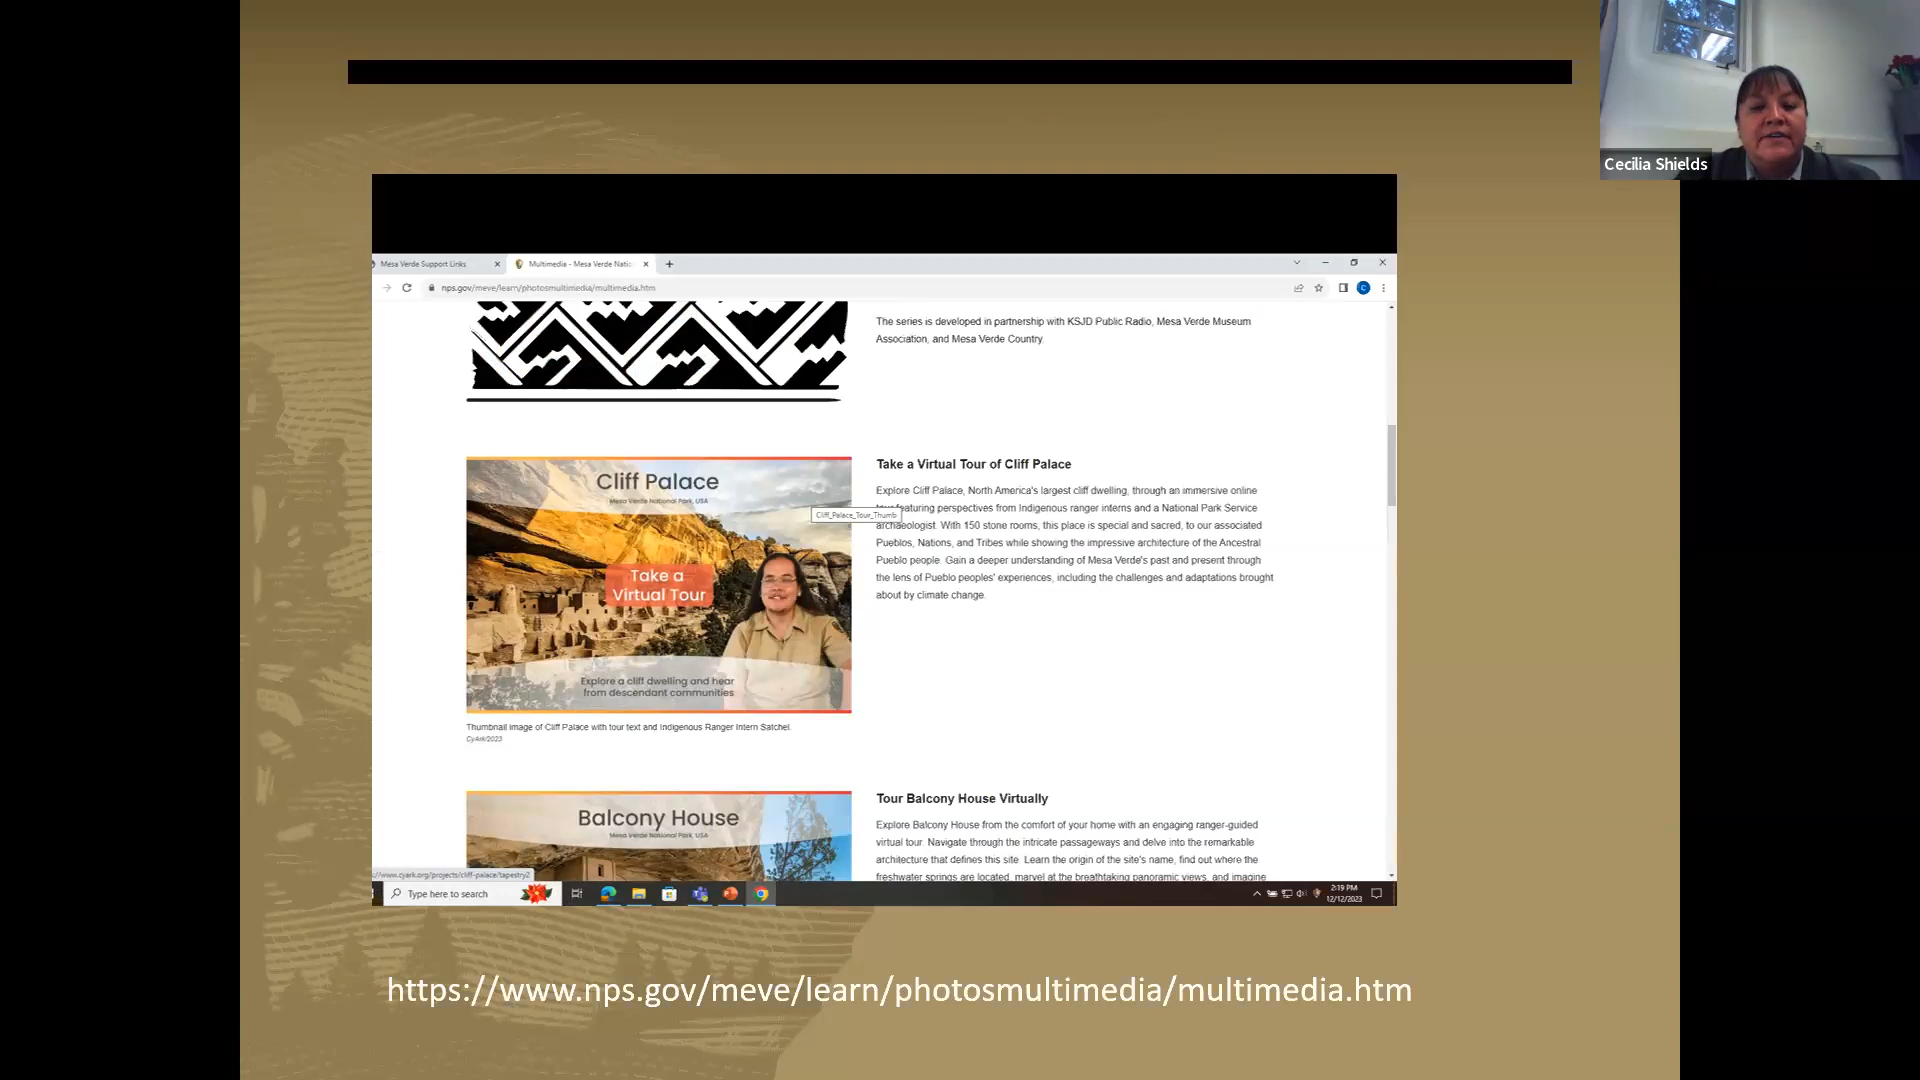 Cecilia Shields
Mesa Verde Support Links
Multimedia - Mesa Verde Natio
nps.gov/meve/learn/photosmultimedia/multimedia.htm
The series is developed in partnership with KSJD Public Radio, Mesa Verde Museum
Association, and Mesa Verde Country.
Cliff Palace
Mesa Verde National Park, USA
Take a
Virtual Tour
Explore a cliff dwelling and hear
from descendant communities
Cliff_Palace_Tour_Thumb
Thumbnail image of Cliff Palace with tour text and Indigenous Ranger Intern Satchel.
CyArk/2023
Take a Virtual Tour of Cliff Palace
Explore Cliff Palace, North America's largest cliff dwelling, through an immersive online
tour featuring perspectives from Indigenous ranger interns and a National Park Service
archaeologist. With 150 stone rooms, this place is special and sacred, to our associated
Pueblos, Nations, and Tribes while showing the impressive architecture of the Ancestral
Pueblo people. Gain a deeper understanding of Mesa Verde's past and present through
the lens of Pueblo peoples' experiences, including the challenges and adaptations brought
about by climate change.
Balcony House
Mesa Verde National Park, USA
Tour Balcony House Virtually
Explore Balcony House from the comfort of your home with an engaging ranger-guided
virtual tour. Navigate through the intricate passageways and delve into the remarkable
architecture that defines this site. Learn the origin of the site's name, find out where the
freshwater springs are located, marvel at the breathtaking panoramic views, and imagine
://www.cyark.org/projects/cliff-palace/tapestry2
Type here to search
2:19 PM
12/12/2023
https://www.nps.gov/meve/learn/photosmultimedia/multimedia.htm